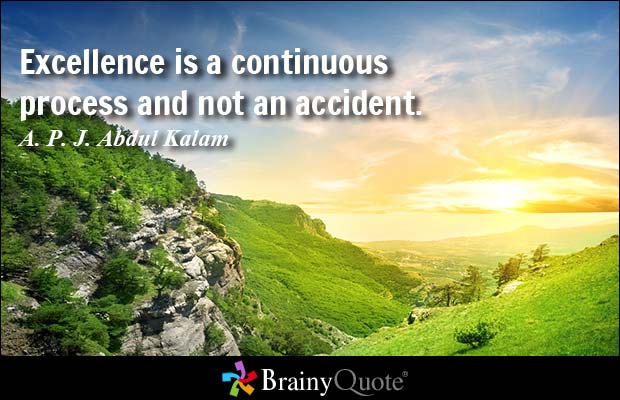 Excellence is a continuous
process and not an accident.
A. P. J. Abdul Kalam
BrainyQuote®